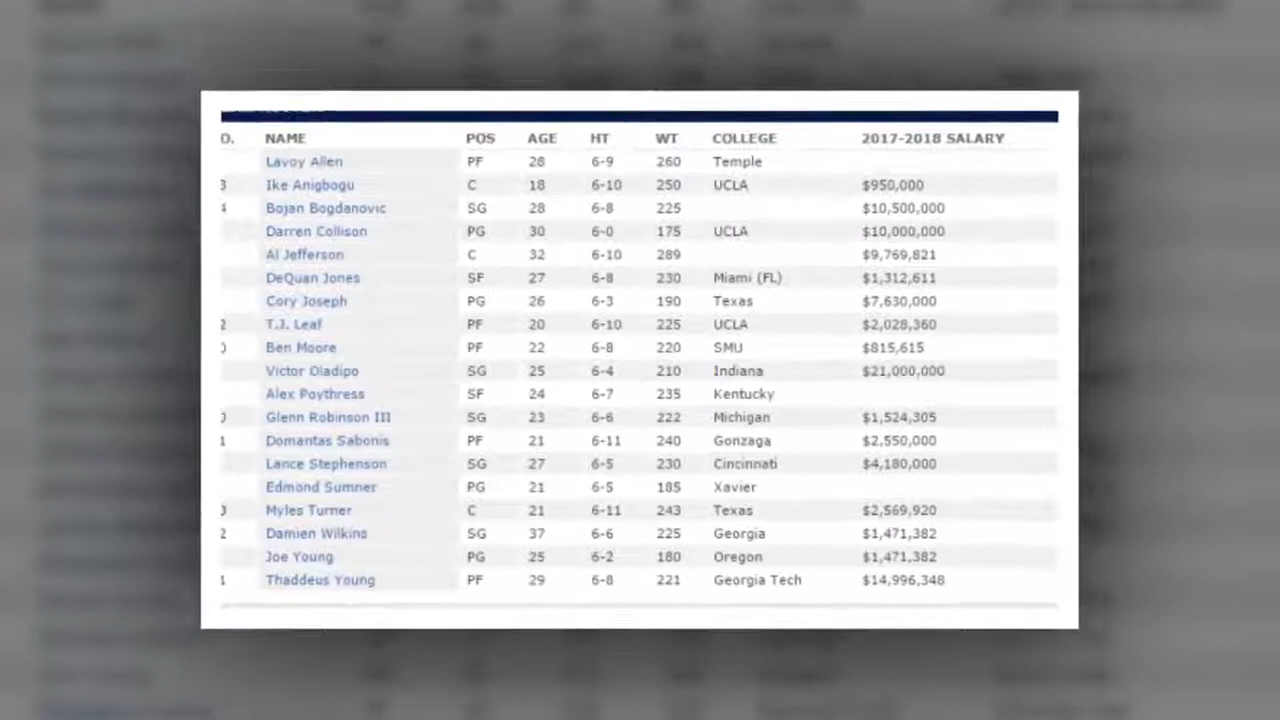 O. NAME POS AGE HT WT COLLEGE 2017-2018 SALARY
Lavoy Allen PF 28 6-9 260 Temple
3 Ike Anigbogu C 18 6-10 250 UCLA $950,000
4 Bojan Bogdanovic SG 28 6-8 225 $10,500,000
Darren Collison PG 30 6-0 175 UCLA $10,000,000
Al Jefferson C 32 6-10 289 $9,769,821
DeQuan Jones SF 27 6-8 230 Miami (FL) $1,312,611
Cory Joseph PG 26 6-3 190 Texas $7,630,000
2 T.J. Leaf PF 20 6-10 225 UCLA $2,028,360
0 Ben Moore PF 22 6-8 220 SMU $815,615
Victor Oladipo SG 25 6-4 210 Indiana $21,000,000
Alex Poythress SF 24 6-7 235 Kentucky
0 Glenn Robinson III SG 23 6-6 222 Michigan $1,524,305
1 Domantas Sabonis PF 21 6-11 240 Gonzaga $2,550,000
Lance Stephenson SG 27 6-5 230 Cincinnati $4,180,000
Edmond Sumner PG 21 6-5 185 Xavier
3 Myles Turner C 21 6-11 243 Texas $2,569,920
2 Damien Wilkins SG 37 6-6 225 Georgia $1,471,382
Joe Young PG 25 6-2 180 Oregon $1,471,382
1 Thaddeus Young PF 29 6-8 221 Georgia Tech $14,996,348